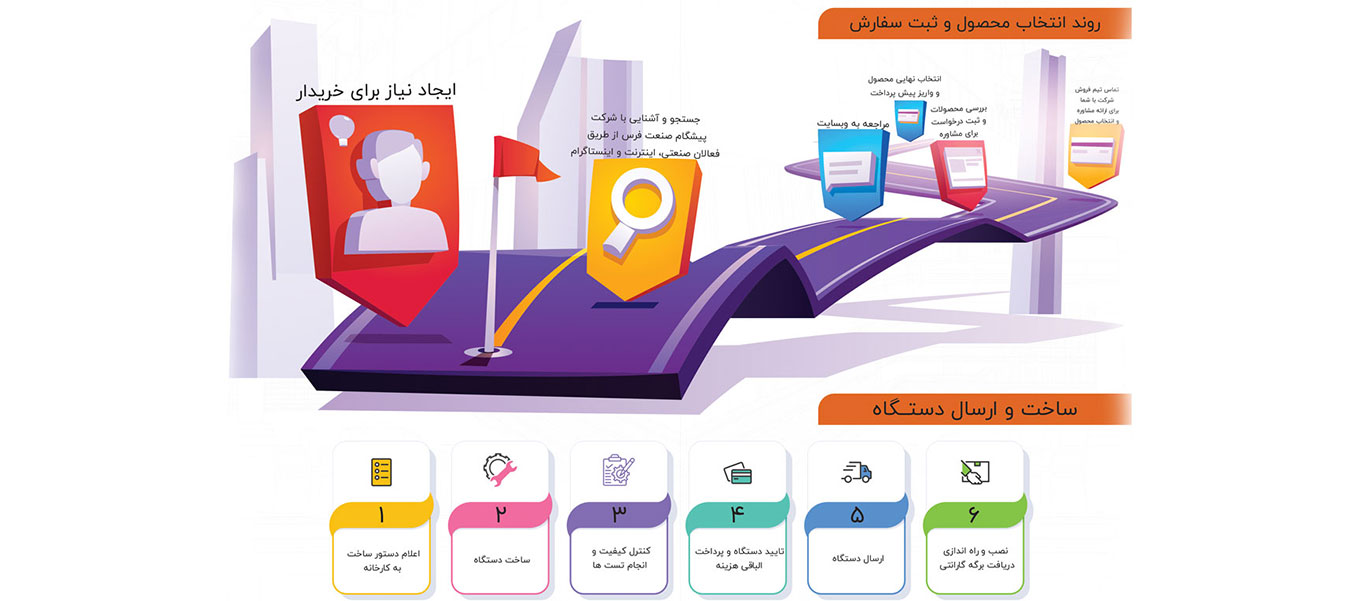 روند انتخاب محصول و ثبت سفارش
ایجاد نیاز برای خریدار
جستجو و آشنایی با شرکت
پیشگام صنعت فرس از طریق
فعالان صنعتی، اینترنت و اینستاگرام
مراجعه به وبسایت
بررسی محصولات
و ثبت درخواست
برای مشاوره
انتخاب نهایی محصول
و واریز پیش پرداخت
تماس تیم فروش
شرکت با شما
برای ارائه مشاوره
و انتخاب محصول
ساخت و ارسال دستـگاه
۱
اعلام دستور ساخت
به کارخانه
۲
ساخت دستگاه
۳
کنترل کیفیت و
انجام تست ها
۴
تایید دستگاه و پرداخت
الباقی هزینه
۵
ارسال دستگاه
۶
نصب و راه اندازی
دریافت برگه گارانتی